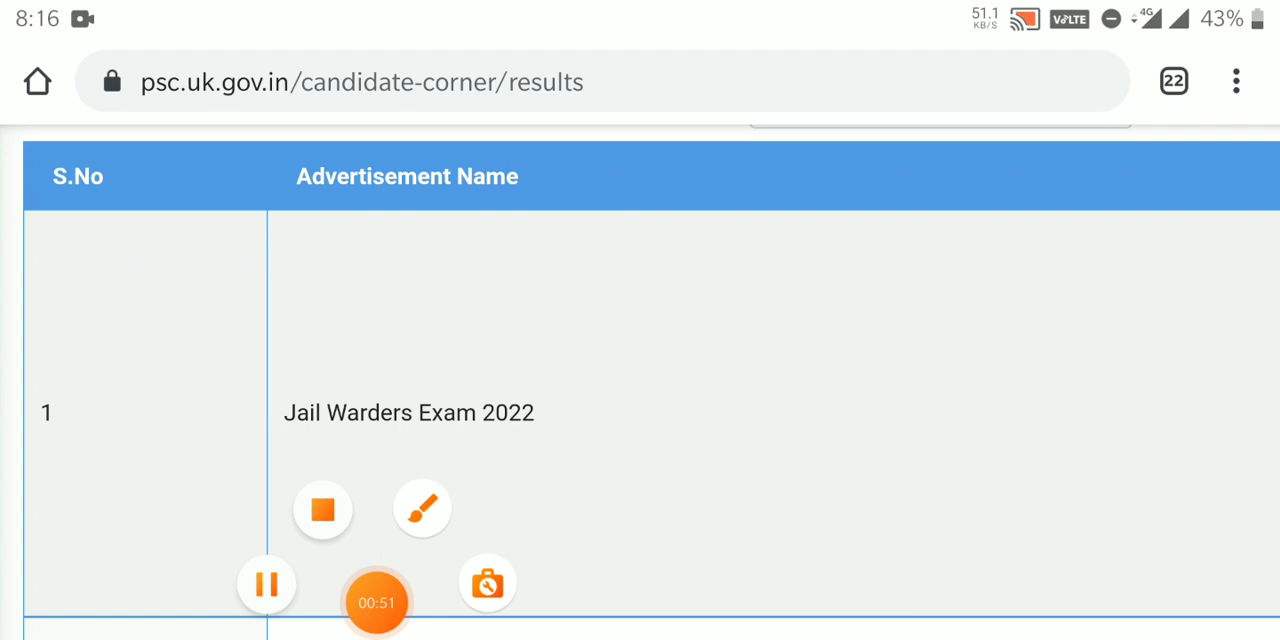 8:16 51.1 KB/S VoLTE 4G 43%
psc.uk.gov.in/candidate-corner/results 22
S.No Advertisement Name
1 Jail Warders Exam 2022
00:51